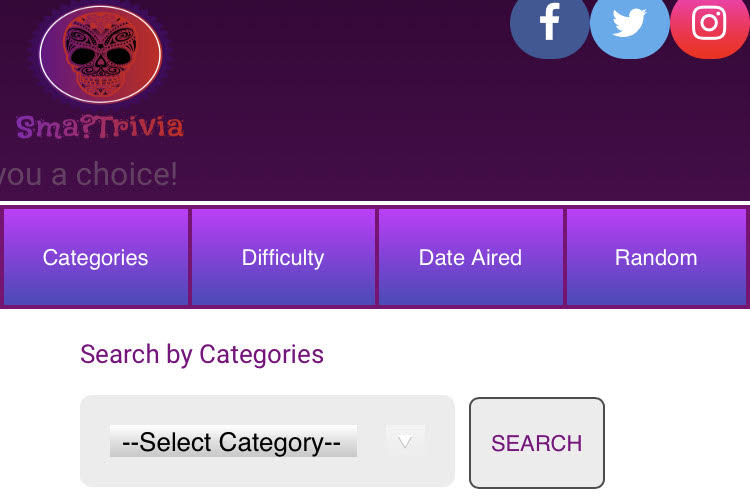 Sma?Trivia
you a choice!
Categories
Difficulty
Date Aired
Random
Search by Categories
--Select Category--
SEARCH